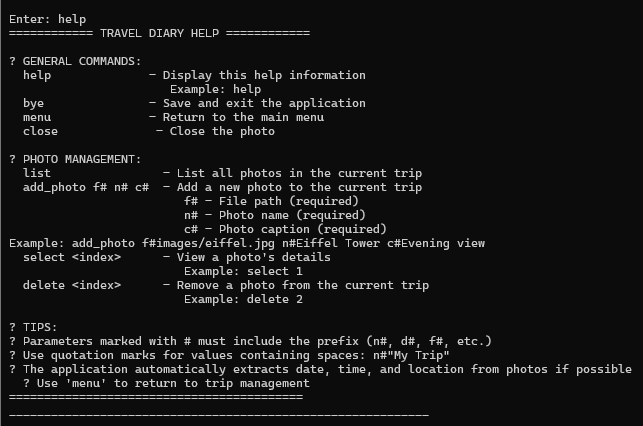 Enter: help
============ TRAVEL DIARY HELP ============
? GENERAL COMMANDS:
help - Display this help information
Example: help
bye - Save and exit the application
menu - Return to the main menu
close - Close the photo
? PHOTO MANAGEMENT:
list - List all photos in the current trip
add_photo f# n# c# - Add a new photo to the current trip
f# - File path (required)
n# - Photo name (required)
c# - Photo caption (required)
Example: add_photo f#images/eiffel.jpg n#Eiffel Tower c#Evening view
select <index> - View a photo's details
Example: select 1
delete <index> - Remove a photo from the current trip
Example: delete 2
? TIPS:
? Parameters marked with # must include the prefix (n#, d#, f#, etc.)
? Use quotation marks for values containing spaces: n#"My Trip"
? The application automatically extracts date, time, and location from photos if possible
? Use 'menu' to return to trip management
==========================================
____________________________________________________________